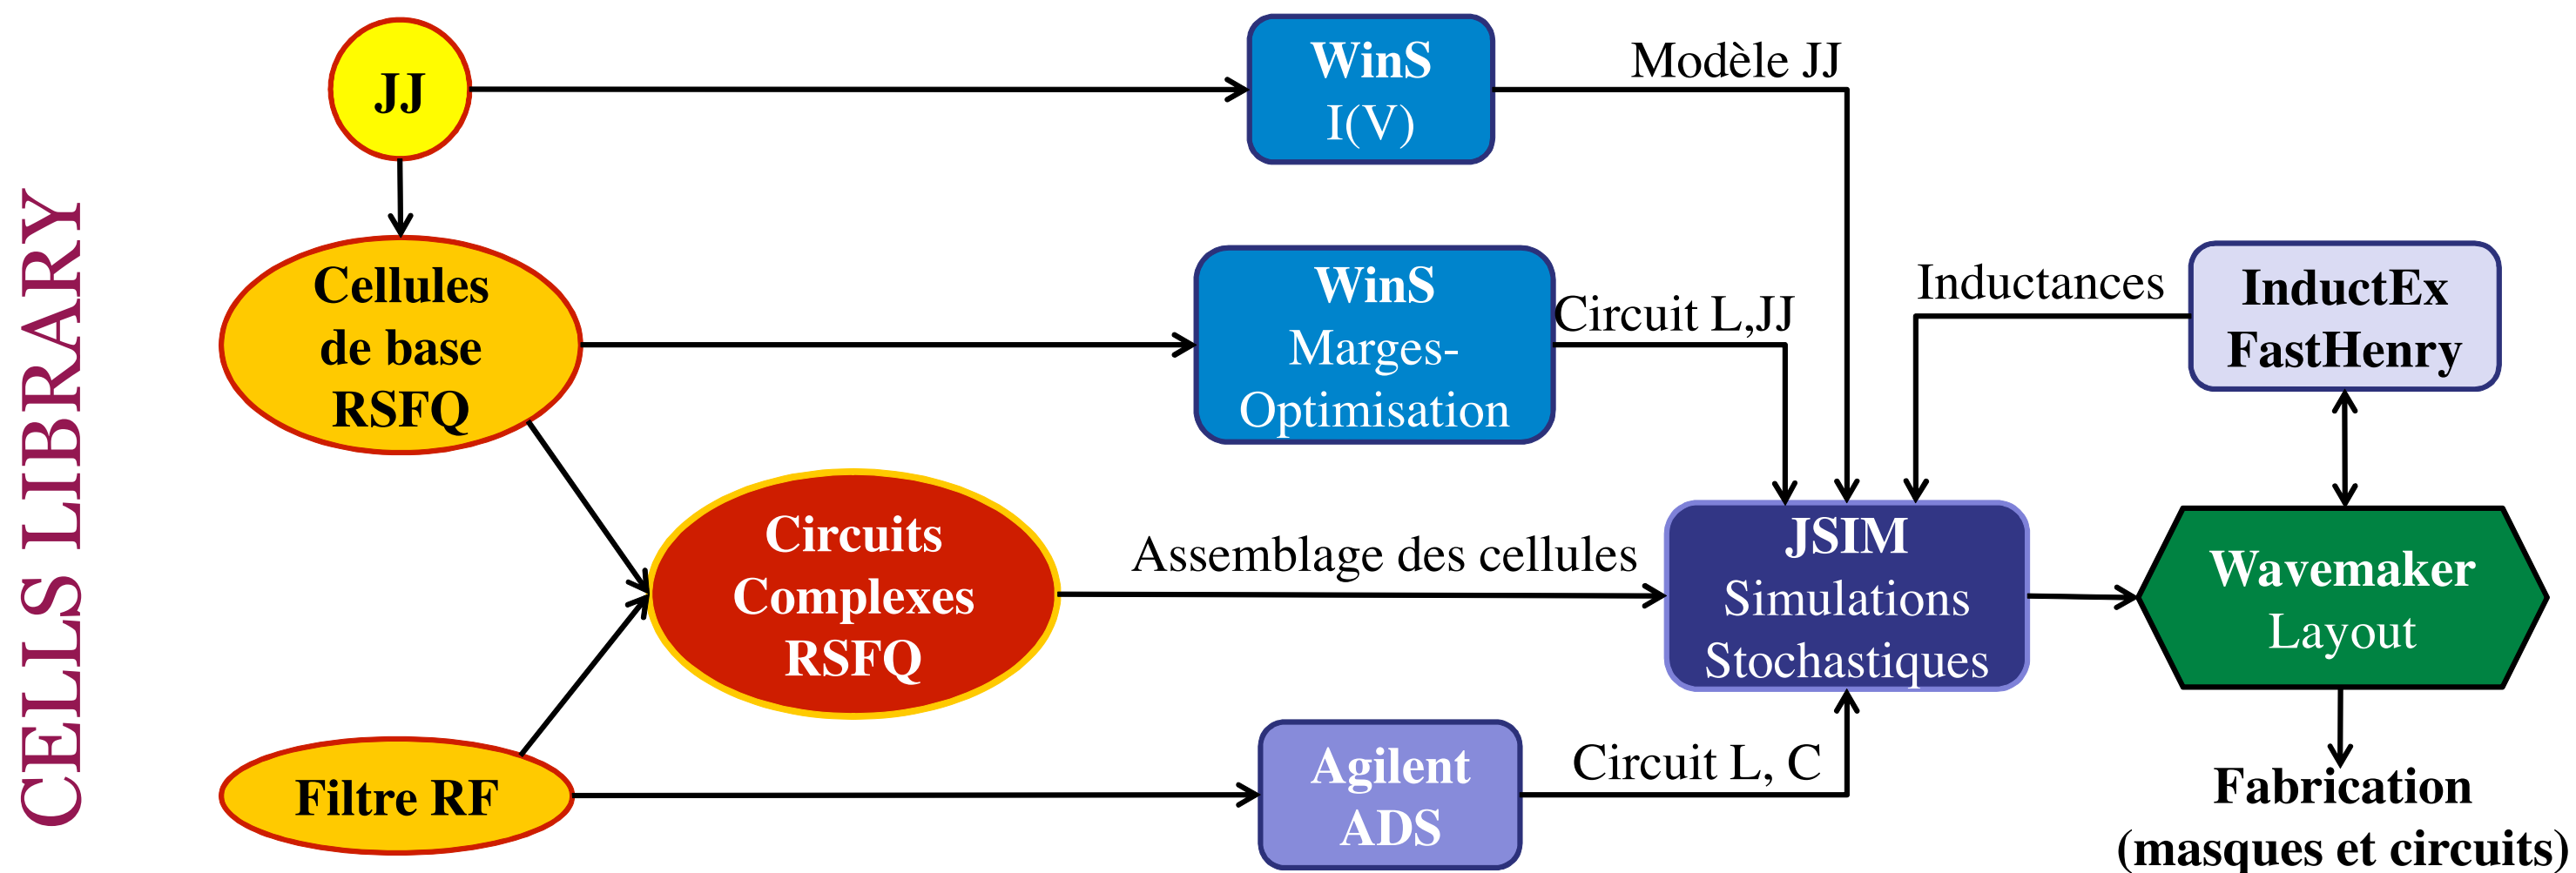 CELLS LIBRARY
JJ
WinS
I(V)
Modèle JJ
Cellules
de base
RSFQ
WinS
Marges-
Optimisation
Circuit L,JJ
Inductances
InductEx
FastHenry
Circuits
Complexes
RSFQ
Assemblage des cellules
JSIM
Simulations
Stochastiques
Wavemaker
Layout
Filtre RF
Agilent
ADS
Circuit L, C
Fabrication
(masques et circuits)